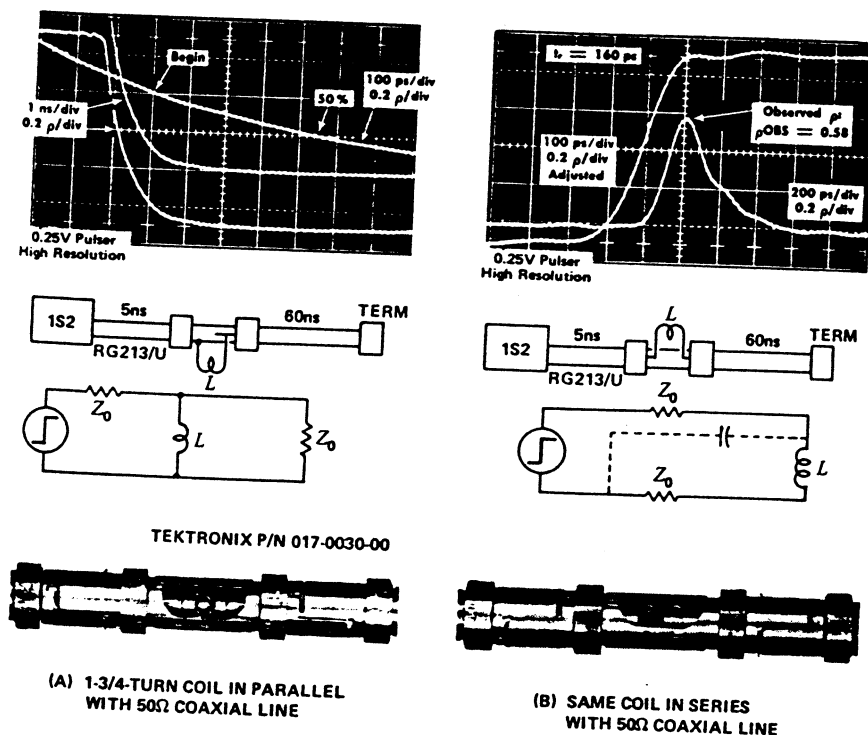 Begin
1 ns/div
0.2 ρ/div
50%
100 ps/div
0.2 ρ/div
0.25V Pulser
High Resolution
1S2
5ns
RG213/U
L
60ns
TERM
Z0
L
Z0
TEKTRONIX P/N 017-0030-00
(A) 1-3/4-TURN COIL IN PARALLEL
WITH 50Ω COAXIAL LINE
tr = 160 ps
100 ps/div
0.2 ρ/div
Adjusted
Observed ρ:
ρOBS = 0.58
200 ps/div
0.2 ρ/div
0.25V Pulser
High Resolution
1S2
5ns
RG213/U
L
60ns
TERM
Z0
L
Z0
(B) SAME COIL IN SERIES
WITH 50Ω COAXIAL LINE